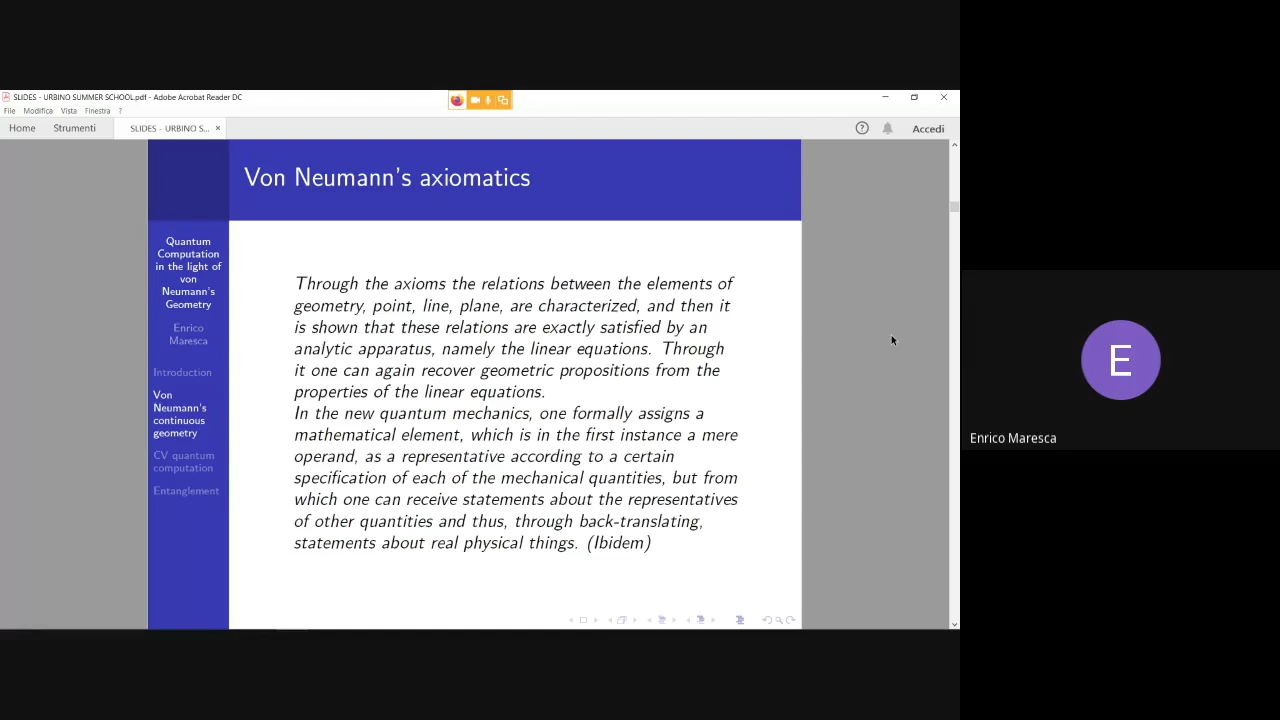 SLIDES - URBINO SUMMER SCHOOL.pdf - Adobe Acrobat Reader DC
File Modifica Vista Finestra ?
Home Strumenti SLIDES - URBINO S... × Accedi
Von Neumann's axiomatics
Quantum
Computation
in the light of
von
Neumann's
Geometry
Enrico
Maresca
Introduction
Von
Neumann's
continuous
geometry
CV quantum
computation
Entanglement
Through the axioms the relations between the elements of
geometry, point, line, plane, are characterized, and then it
is shown that these relations are exactly satisfied by an
analytic apparatus, namely the linear equations. Through
it one can again recover geometric propositions from the
properties of the linear equations.
In the new quantum mechanics, one formally assigns a
mathematical element, which is in the first instance a mere
operand, as a representative according to a certain
specification of each of the mechanical quantities, but from
which one can receive statements about the representatives
of other quantities and thus, through back-translating,
statements about real physical things. (Ibidem)
E
Enrico Maresca